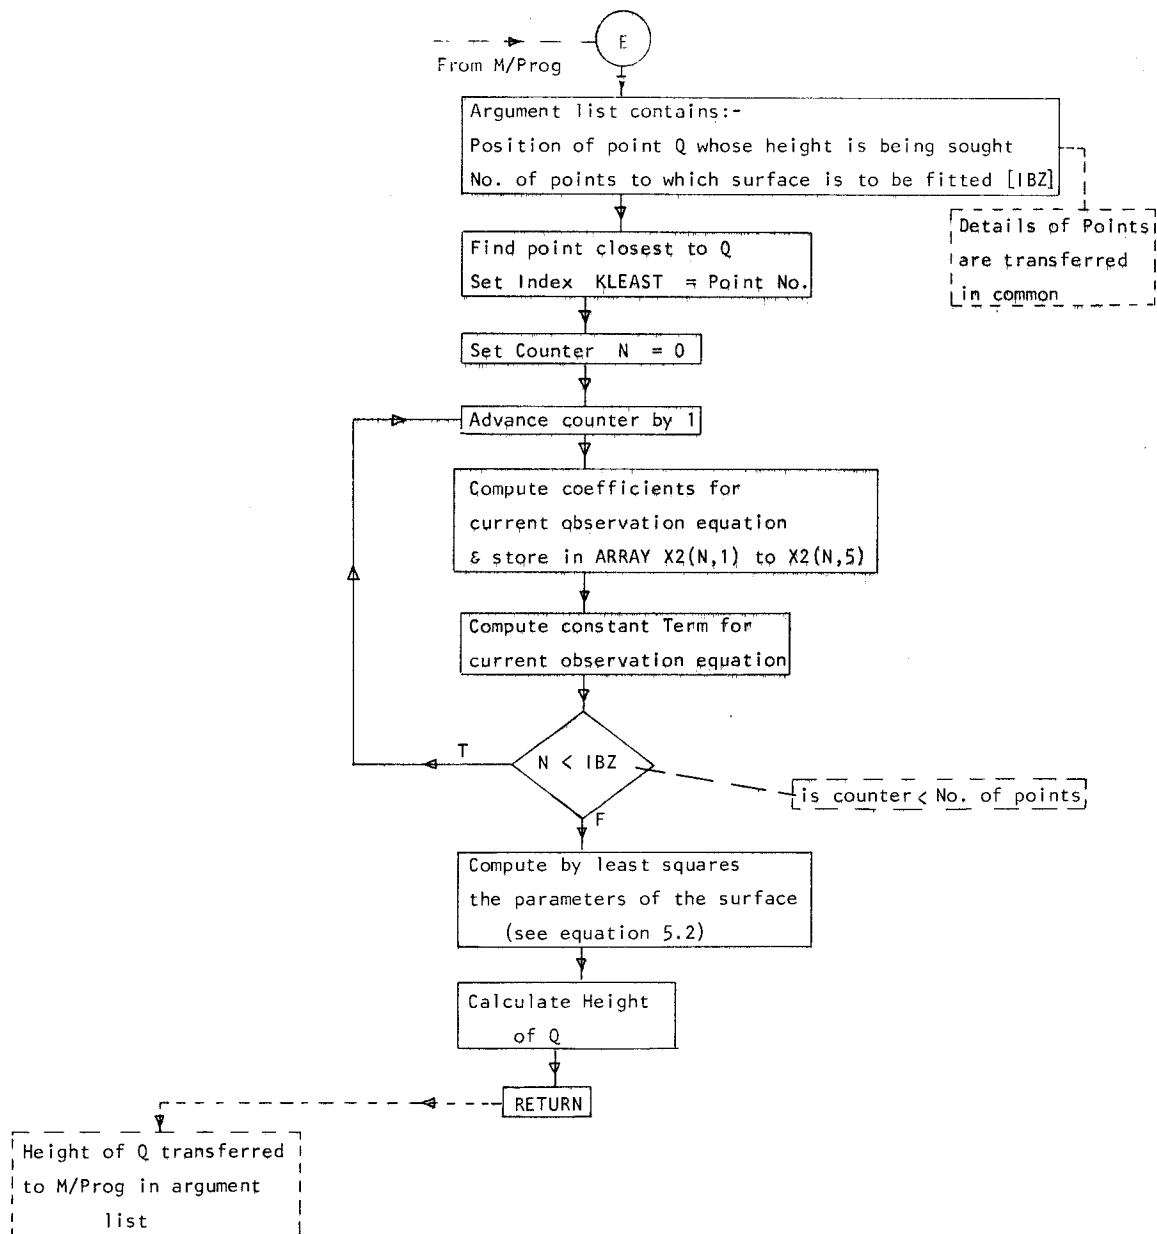 E
From M/Prog
Argument list contains:-
Position of point Q whose height is being sought
No. of points to which surface is to be fitted [IBZ]
Details of Points
are transferred
in common
Find point closest to Q
Set Index KLEAST = Point No.
Set Counter N = 0
Advance counter by 1
Compute coefficients for
current observation equation
& store in ARRAY X2(N,1) to X2(N,5)
Compute constant Term for
current observation equation
T
N < IBZ
is counter < No. of points
F
Compute by least squares
the parameters of the surface
(see equation 5.2)
Calculate Height
of Q
RETURN
Height of Q transferred
to M/Prog in argument
list